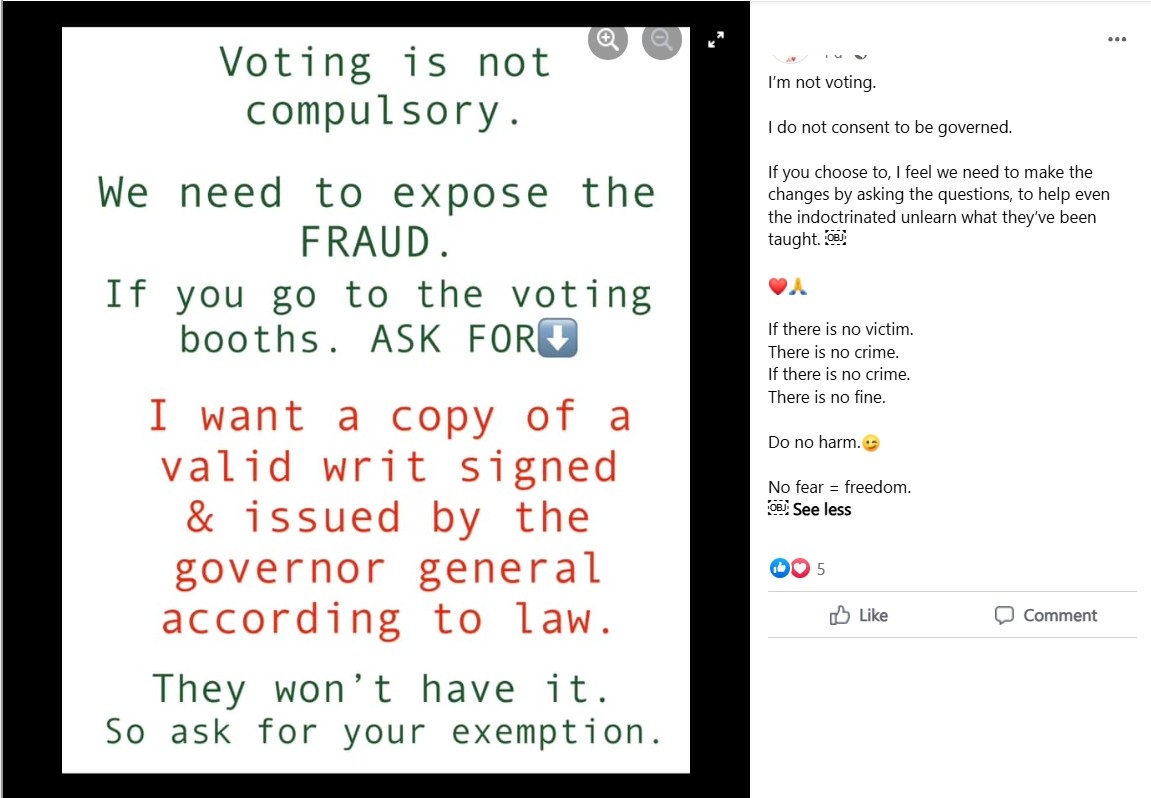 Voting is not
compulsory.
We need to expose the
FRAUD.
If you go to the voting
booths. ASK FOR⬇️
I want a copy of a
valid writ signed
& issued by the
governor general
according to law.
They won't have it.
So ask for your exemption.
I'm not voting.
I do not consent to be governed.
If you choose to, I feel we need to make the
changes by asking the questions, to help even
the indoctrinated unlearn what they've been
taught. OBJ
❤️🙏
If there is no victim.
There is no crime.
If there is no crime.
There is no fine.
Do no harm.😉
No fear = freedom.
OBJ See less
5
Like
Comment